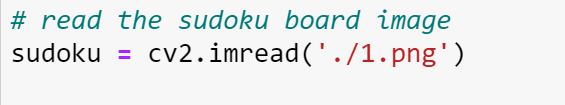 # read the sudoku board image
sudoku = cv2.imread('./1.png')